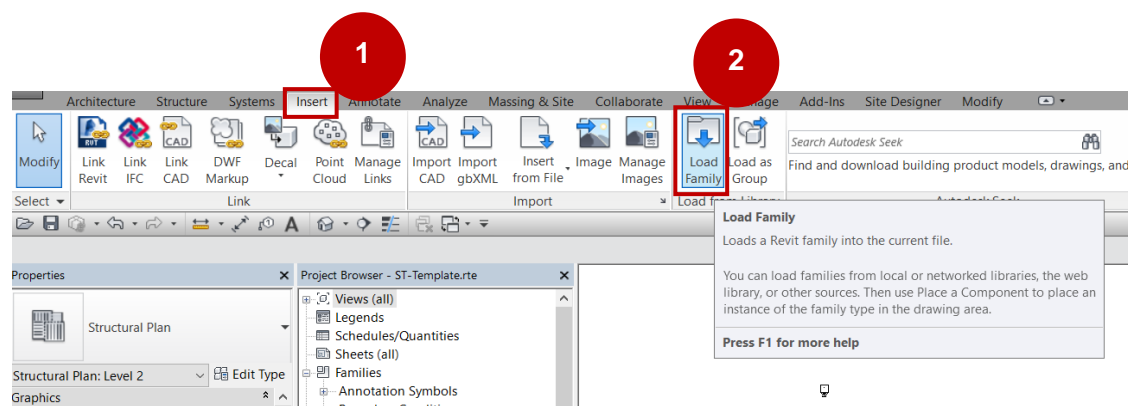 1
2
Architecture Structure Systems Insert Annotate Analyze Massing & Site Collaborate View Manage Add-Ins Site Designer Modify
Modify
Link Revit
Link IFC
Link CAD
DWF Markup
Decal
Point Cloud
Manage Links
Import CAD
Import gbXML
Insert from File
Image
Manage Images
Load Family
Load as Group
Search Autodesk Seek
Find and download building product models, drawings, and
Select
Link
Import
Load from Library
Autodesk Seek
Load Family
Loads a Revit family into the current file.
You can load families from local or networked libraries, the web
library, or other sources. Then use Place a Component to place an
instance of the family type in the drawing area.
Press F1 for more help
Properties
Structural Plan
Structural Plan: Level 2
Edit Type
Graphics
Project Browser - ST-Template.rte
Views (all)
Legends
Schedules/Quantities
Sheets (all)
Families
Annotation Symbols